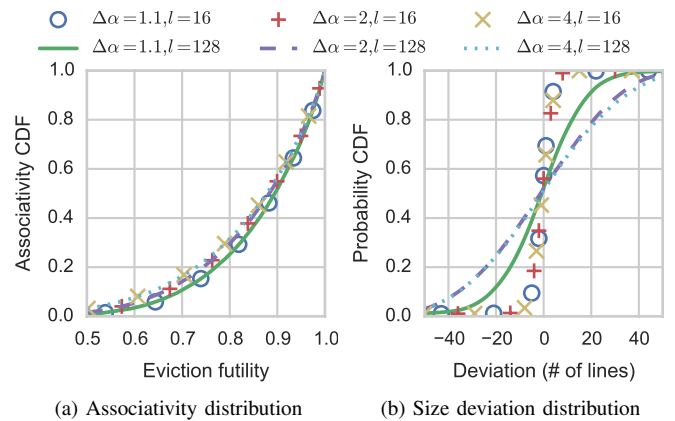 Δα=1.1,l=16 Δα=2,l=16 Δα=4,l=16
Δα=1.1,l=128 Δα=2,l=128 Δα=4,l=128
1.0
0.8
0.6
0.4
0.2
0.0
Associativity CDF
0.5 0.6 0.7 0.8 0.9 1.0
Eviction futility
(a) Associativity distribution
1.0
0.8
0.6
0.4
0.2
0.0
Probability CDF
−40 −20 0 20 40
Deviation (# of lines)
(b) Size deviation distribution